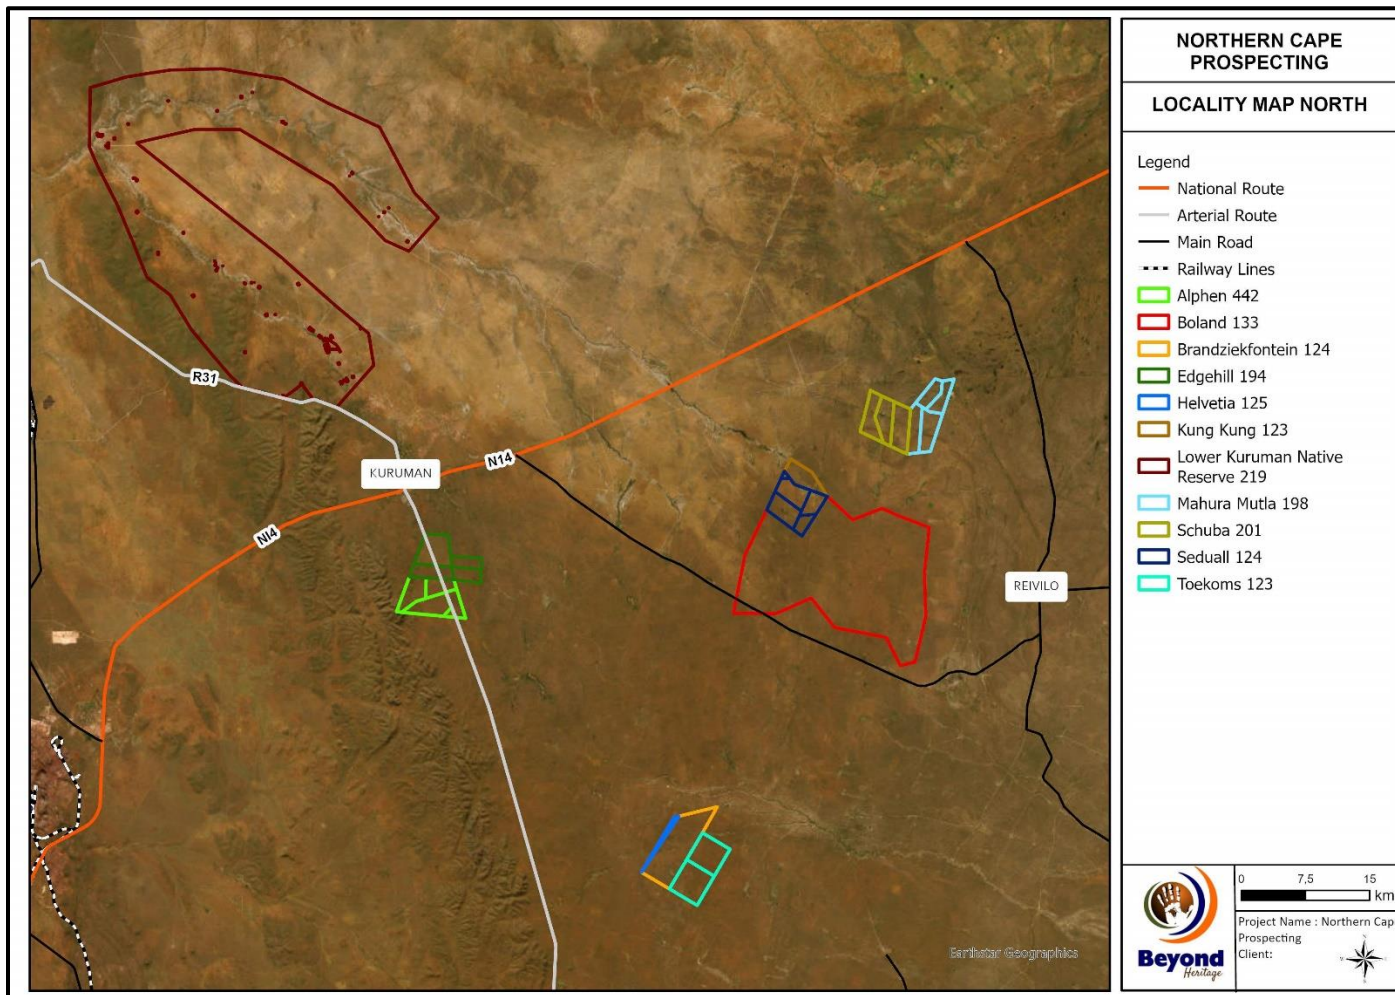 NORTHERN CAPE
PROSPECTING
LOCALITY MAP NORTH
Legend
National Route
Arterial Route
Main Road
Railway Lines
Alphen 442
Boland 133
Brandziekfontein 124
Edgehill 194
Helvetia 125
Kung Kung 123
Lower Kuruman Native
Reserve 219
Mahura Mutla 198
Schuba 201
Seduall 124
Toekoms 123
R31
KURUMAN
N14
NI4
REIVILO
Earthstar Geographics
Beyond
Heritage
0 7,5 15
km
Project Name : Northern Cap
Prospecting
Client: